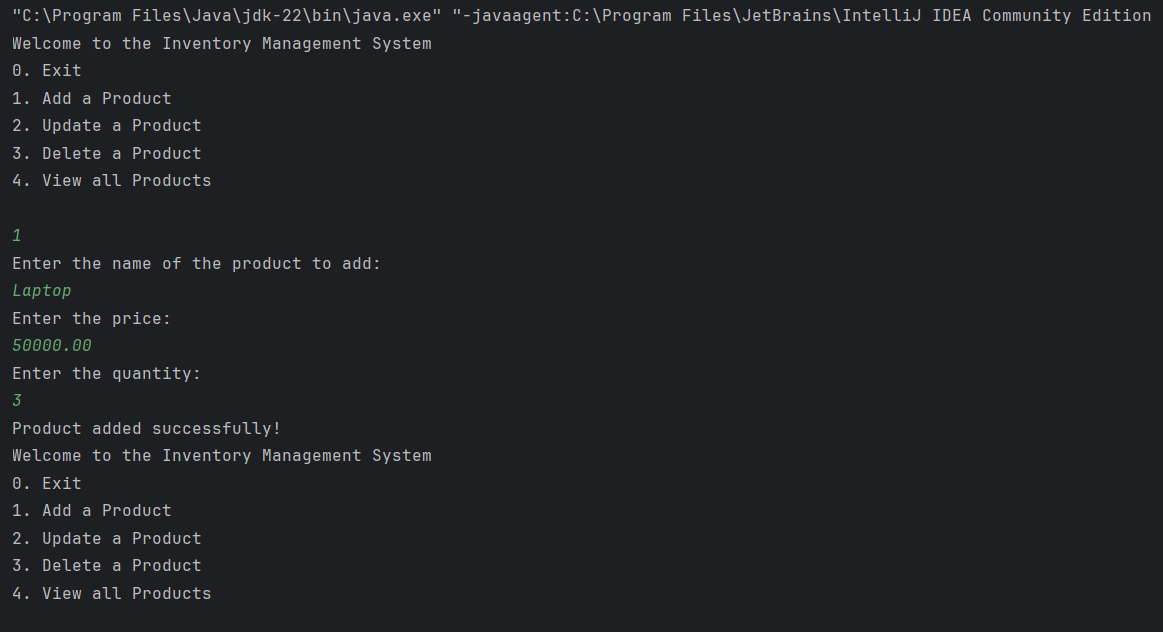 "C:\Program Files\Java\jdk-22\bin\java.exe" "-javaagent:C:\Program Files\JetBrains\IntelliJ IDEA Community Edition
Welcome to the Inventory Management System
0. Exit
1. Add a Product
2. Update a Product
3. Delete a Product
4. View all Products
1
Enter the name of the product to add:
Laptop
Enter the price:
50000.00
Enter the quantity:
3
Product added successfully!
Welcome to the Inventory Management System
0. Exit
1. Add a Product
2. Update a Product
3. Delete a Product
4. View all Products